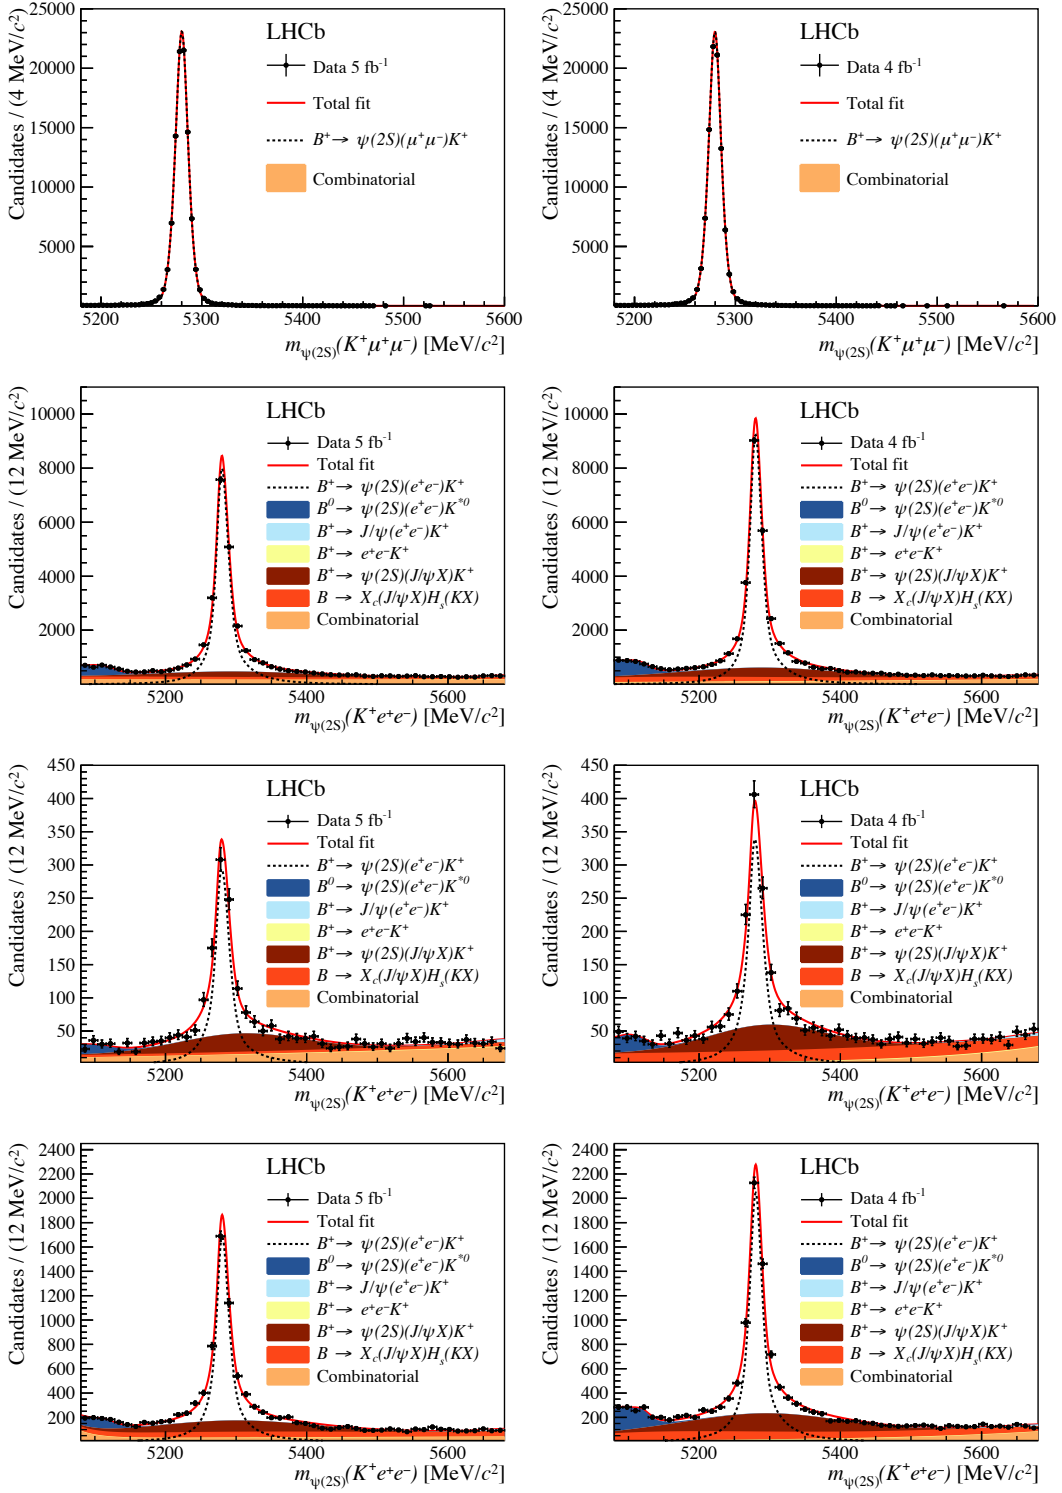 Candidates / (4 MeV/c²)
25000
20000
15000
10000
5000
LHCb
Data 5 fb⁻¹
Total fit
B⁺→ ψ(2S)(μ⁺μ⁻)K⁺
Combinatorial
5200 5300 5400 5500 5600
m_ψ(2S)(K⁺μ⁺μ⁻) [MeV/c²]
Candidates / (4 MeV/c²)
25000
20000
15000
10000
5000
LHCb
Data 4 fb⁻¹
Total fit
B⁺→ ψ(2S)(μ⁺μ⁻)K⁺
Combinatorial
5200 5300 5400 5500 5600
m_ψ(2S)(K⁺μ⁺μ⁻) [MeV/c²]
Candidates / (12 MeV/c²)
10000
8000
6000
4000
2000
LHCb
Data 5 fb⁻¹
Total fit
B⁺→ ψ(2S)(e⁺e⁻)K⁺
B⁰→ ψ(2S)(e⁺e⁻)K*⁰
B⁺→ J/ψ(e⁺e⁻)K⁺
B⁺→ e⁺e⁻K⁺
B⁺→ ψ(2S)(J/ψX)K⁺
B → X_c(J/ψX)H_s(KX)
Combinatorial
5200 5400 5600
m_ψ(2S)(K⁺e⁺e⁻) [MeV/c²]
Candidates / (12 MeV/c²)
10000
8000
6000
4000
2000
LHCb
Data 4 fb⁻¹
Total fit
B⁺→ ψ(2S)(e⁺e⁻)K⁺
B⁰→ ψ(2S)(e⁺e⁻)K*⁰
B⁺→ J/ψ(e⁺e⁻)K⁺
B⁺→ e⁺e⁻K⁺
B⁺→ ψ(2S)(J/ψX)K⁺
B → X_c(J/ψX)H_s(KX)
Combinatorial
5200 5400 5600
m_ψ(2S)(K⁺e⁺e⁻) [MeV/c²]
Candidates / (12 MeV/c²)
450
400
350
300
250
200
150
100
50
LHCb
Data 5 fb⁻¹
Total fit
B⁺→ ψ(2S)(e⁺e⁻)K⁺
B⁰→ ψ(2S)(e⁺e⁻)K*⁰
B⁺→ J/ψ(e⁺e⁻)K⁺
B⁺→ e⁺e⁻K⁺
B⁺→ ψ(2S)(J/ψX)K⁺
B → X_c(J/ψX)H_s(KX)
Combinatorial
5200 5400 5600
m_ψ(2S)(K⁺e⁺e⁻) [MeV/c²]
Candidates / (12 MeV/c²)
450
400
350
300
250
200
150
100
50
LHCb
Data 4 fb⁻¹
Total fit
B⁺→ ψ(2S)(e⁺e⁻)K⁺
B⁰→ ψ(2S)(e⁺e⁻)K*⁰
B⁺→ J/ψ(e⁺e⁻)K⁺
B⁺→ e⁺e⁻K⁺
B⁺→ ψ(2S)(J/ψX)K⁺
B → X_c(J/ψX)H_s(KX)
Combinatorial
5200 5400 5600
m_ψ(2S)(K⁺e⁺e⁻) [MeV/c²]
Candidates / (12 MeV/c²)
2400
2200
2000
1800
1600
1400
1200
1000
800
600
400
200
LHCb
Data 5 fb⁻¹
Total fit
B⁺→ ψ(2S)(e⁺e⁻)K⁺
B⁰→ ψ(2S)(e⁺e⁻)K*⁰
B⁺→ J/ψ(e⁺e⁻)K⁺
B⁺→ e⁺e⁻K⁺
B⁺→ ψ(2S)(J/ψX)K⁺
B → X_c(J/ψX)H_s(KX)
Combinatorial
5200 5400 5600
m_ψ(2S)(K⁺e⁺e⁻) [MeV/c²]
Candidates / (12 MeV/c²)
2400
2200
2000
1800
1600
1400
1200
1000
800
600
400
200
LHCb
Data 4 fb⁻¹
Total fit
B⁺→ ψ(2S)(e⁺e⁻)K⁺
B⁰→ ψ(2S)(e⁺e⁻)K*⁰
B⁺→ J/ψ(e⁺e⁻)K⁺
B⁺→ e⁺e⁻K⁺
B⁺→ ψ(2S)(J/ψX)K⁺
B → X_c(J/ψX)H_s(KX)
Combinatorial
5200 5400 5600
m_ψ(2S)(K⁺e⁺e⁻) [MeV/c²]